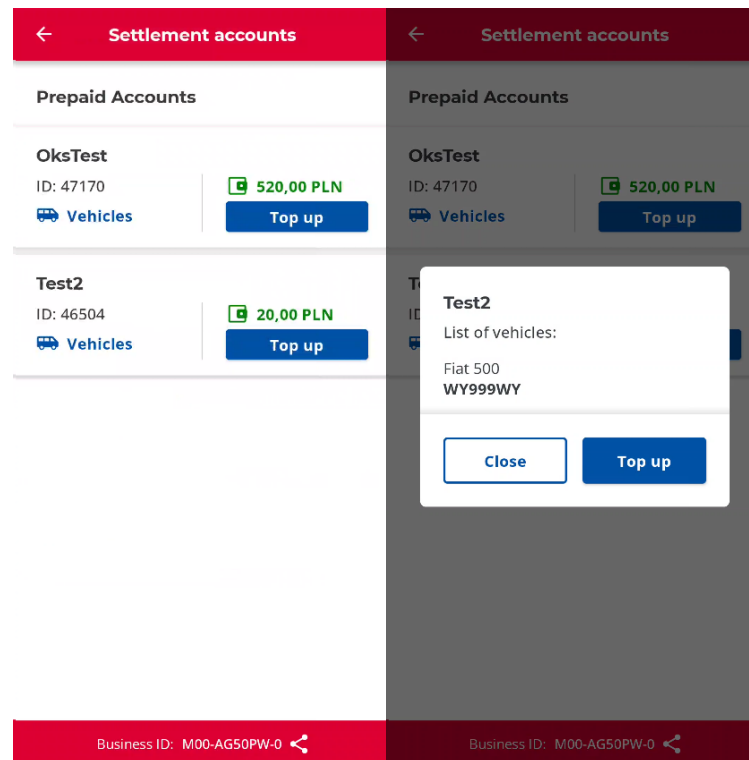 Settlement accounts
Prepaid Accounts
OksTest
ID: 47170
520,00 PLN
Vehicles
Top up
Test2
ID: 46504
20,00 PLN
Vehicles
Top up
Business ID: M00-AG50PW-0
Settlement accounts
Prepaid Accounts
OksTest
ID: 47170
520,00 PLN
Vehicles
Top up
Test2
List of vehicles:
Fiat 500
WY999WY
Close
Top up
Business ID: M00-AG50PW-0